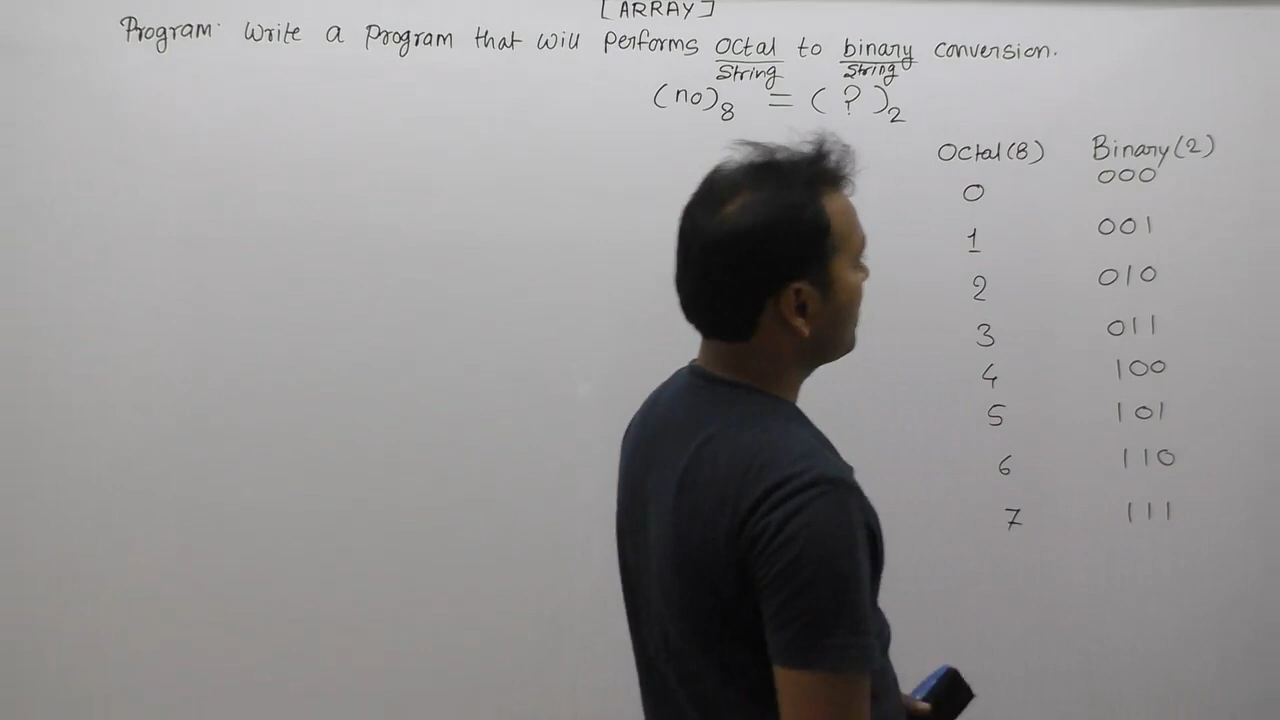 [ARRAY]
Program: Write a Program that will Performs Octal to binary conversion.
String String
(no)8 = ( ? )2
Octal(8) Binary(2)
0 000
1 001
2 010
3 011
4 100
5 101
6 110
7 111